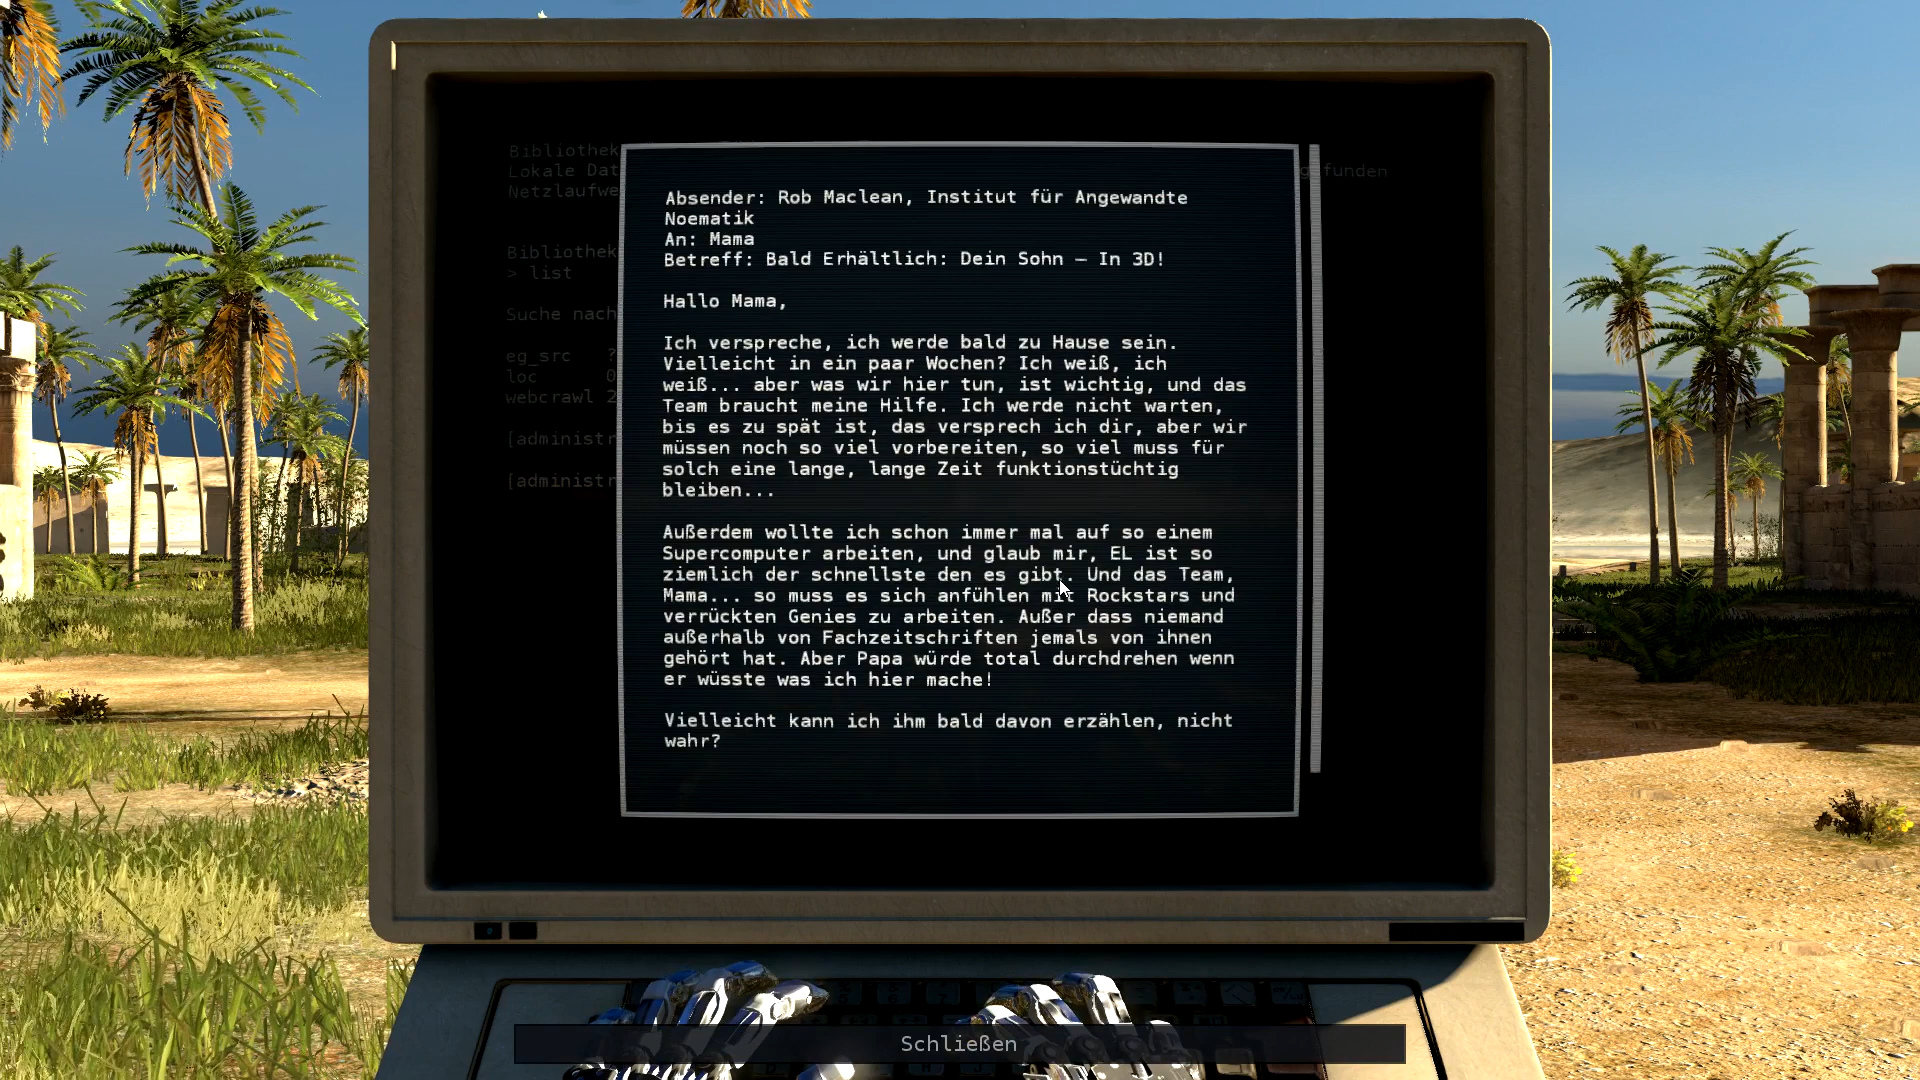 Bibliothek
Lokale Dat
funden
Netzlaufwe
Bibliothek
> list
Suche nach
eg_src ?
loc 0
webcrawl 2
[administr
[administr
Absender: Rob Maclean, Institut für Angewandte
Noematik
An: Mama
Betreff: Bald Erhältlich: Dein Sohn – In 3D!
Hallo Mama,
Ich verspreche, ich werde bald zu Hause sein.
Vielleicht in ein paar Wochen? Ich weiß, ich
weiß... aber was wir hier tun, ist wichtig, und das
Team braucht meine Hilfe. Ich werde nicht warten,
bis es zu spät ist, das versprech ich dir, aber wir
müssen noch so viel vorbereiten, so viel muss für
solch eine lange, lange Zeit funktionstüchtig
bleiben...
Außerdem wollte ich schon immer mal auf so einem
Supercomputer arbeiten, und glaub mir, EL ist so
ziemlich der schnellste den es gibt. Und das Team,
Mama... so muss es sich anfühlen mit Rockstars und
verrückten Genies zu arbeiten. Außer dass niemand
außerhalb von Fachzeitschriften jemals von ihnen
gehört hat. Aber Papa würde total durchdrehen wenn
er wüsste was ich hier mache!
Vielleicht kann ich ihm bald davon erzählen, nicht
wahr?
Schließen